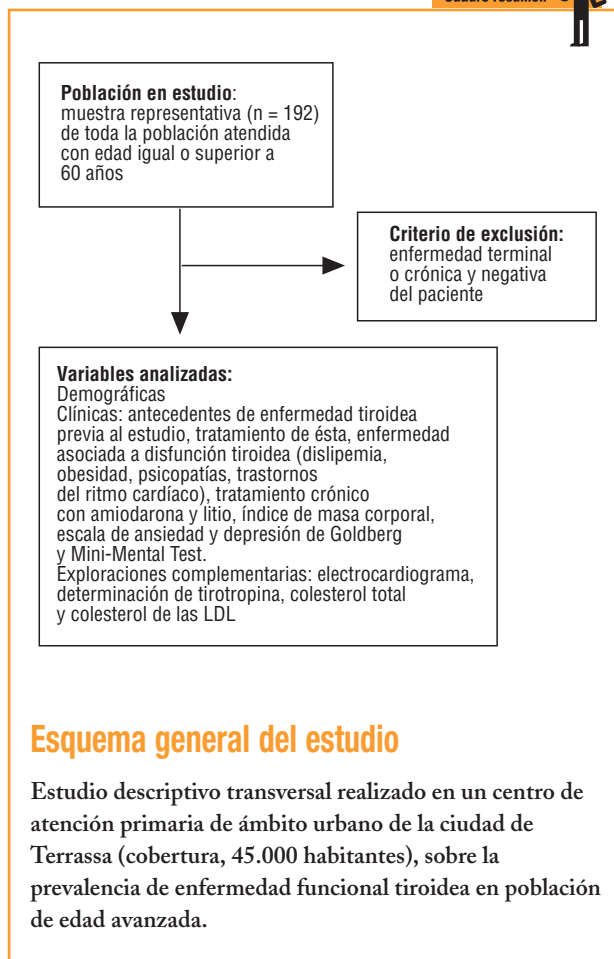 Población en estudio:
muestra representativa (n = 192)
de toda la población atendida
con edad igual o superior a
60 años
Criterio de exclusión:
enfermedad terminal
o crónica y negativa
del paciente
Variables analizadas:
Demográficas
Clínicas: antecedentes de enfermedad tiroidea
previa al estudio, tratamiento de ésta, enfermedad
asociada a disfunción tiroidea (dislipemia,
obesidad, psicopatías, trastornos
del ritmo cardíaco), tratamiento crónico
con amiodarona y litio, índice de masa corporal,
escala de ansiedad y depresión de Goldberg
y Mini-Mental Test.
Exploraciones complementarias: electrocardiograma,
determinación de tirotropina, colesterol total
y colesterol de las LDL
Esquema general del estudio
Estudio descriptivo transversal realizado en un centro de
atención primaria de ámbito urbano de la ciudad de
Terrassa (cobertura, 45.000 habitantes), sobre la
prevalencia de enfermedad funcional tiroidea en población
de edad avanzada.